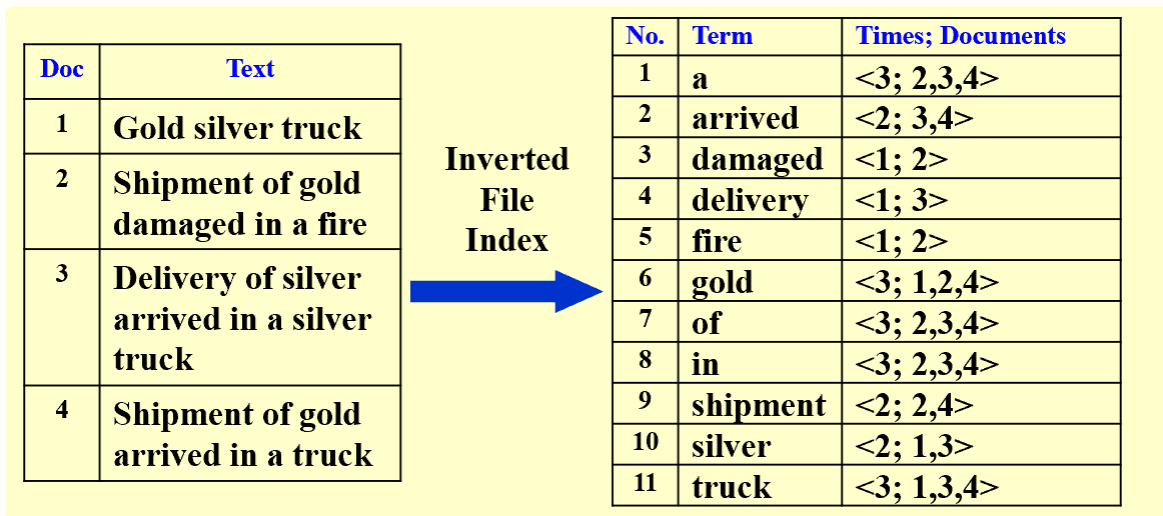 Doc Text
1 Gold silver truck
2 Shipment of gold
damaged in a fire
3 Delivery of silver
arrived in a silver
truck
4 Shipment of gold
arrived in a truck
Inverted
File
Index
No. Term Times; Documents
1 a <3; 2,3,4>
2 arrived <2; 3,4>
3 damaged <1; 2>
4 delivery <1; 3>
5 fire <1; 2>
6 gold <3; 1,2,4>
7 of <3; 2,3,4>
8 in <3; 2,3,4>
9 shipment <2; 2,4>
10 silver <2; 1,3>
11 truck <3; 1,3,4>